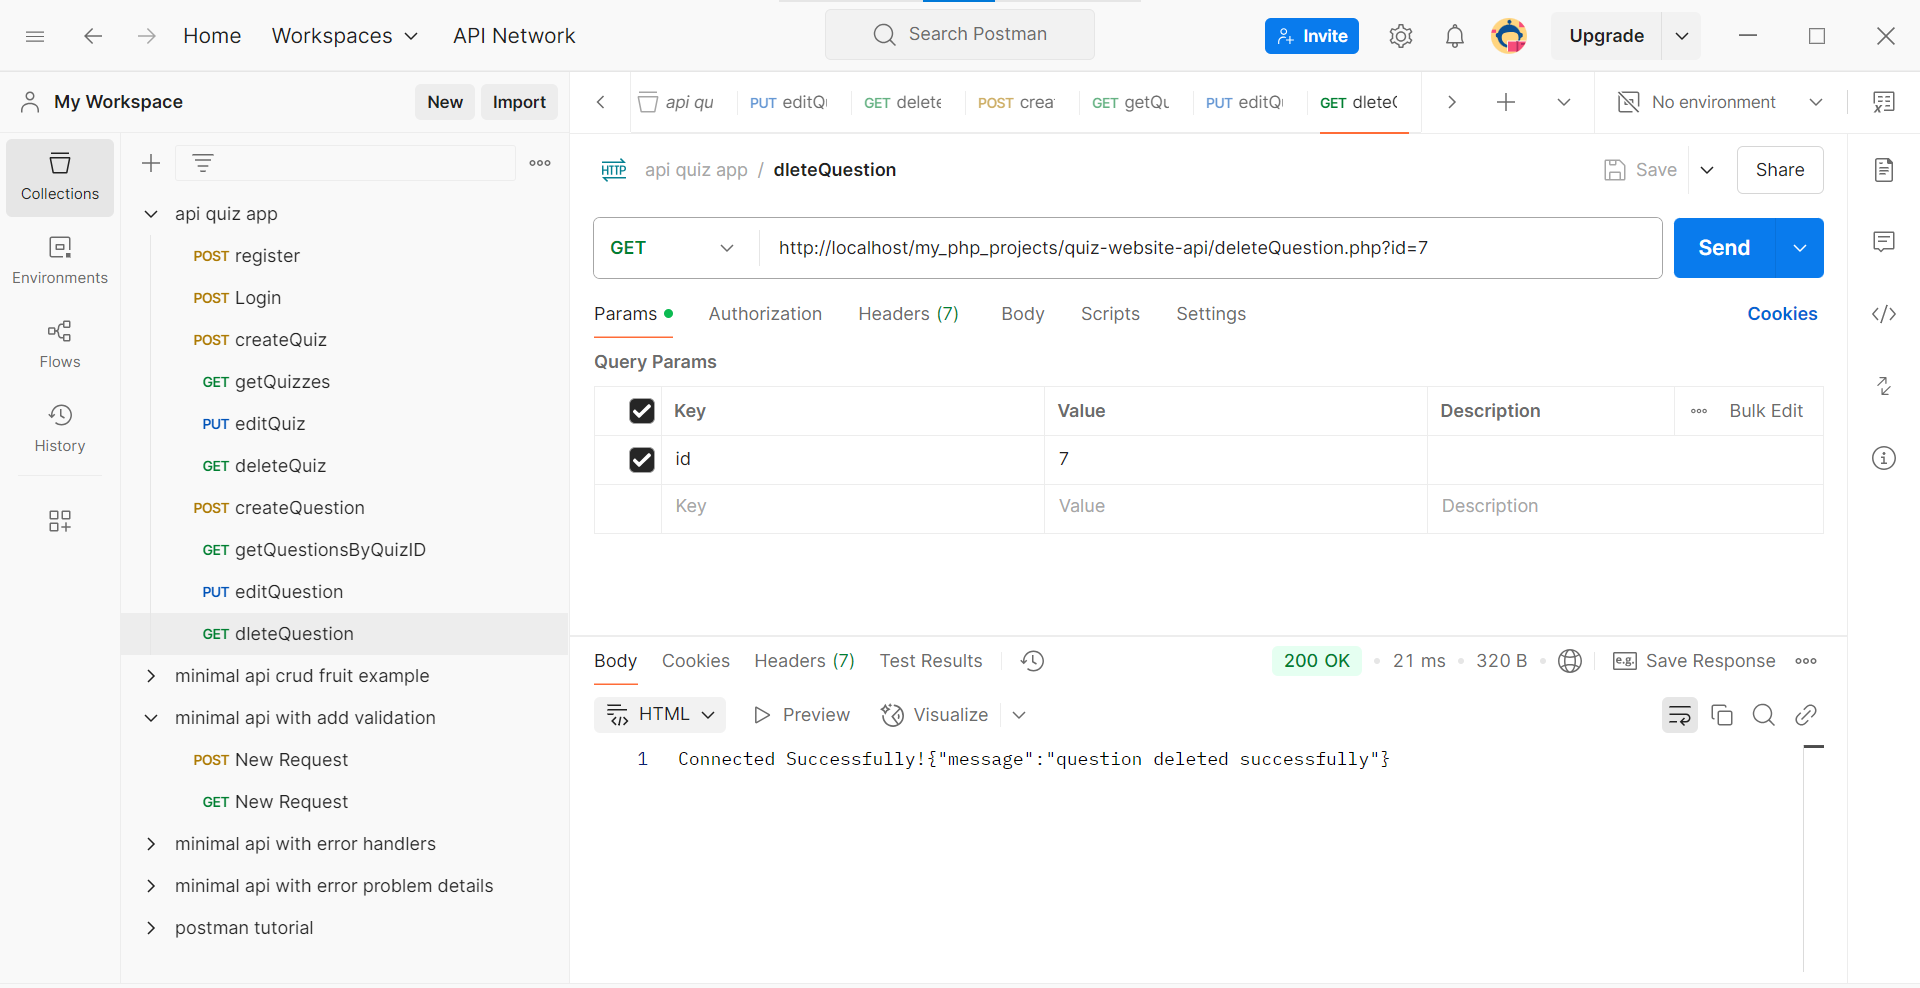 Home Workspaces API Network Search Postman Invite Upgrade
My Workspace New Import
api qu PUT editQ GET delete POST crea GET getQu PUT editQ GET dlete No environment
Collections
Environments
Flows
History
api quiz app
POST register
POST Login
POST createQuiz
GET getQuizzes
PUT editQuiz
GET deleteQuiz
POST createQuestion
GET getQuestionsByQuizID
PUT editQuestion
GET dleteQuestion
minimal api crud fruit example
minimal api with add validation
POST New Request
GET New Request
minimal api with error handlers
minimal api with error problem details
postman tutorial
HTTP api quiz app / dleteQuestion Save Share
GET http://localhost/my_php_projects/quiz-website-api/deleteQuestion.php?id=7 Send
Params Authorization Headers (7) Body Scripts Settings Cookies
Query Params
Key Value Description Bulk Edit
id 7
Key Value Description
Body Cookies Headers (7) Test Results 200 OK 21 ms 320 B e.g. Save Response
HTML Preview Visualize
1 Connected Successfully!{"message":"question deleted successfully"}